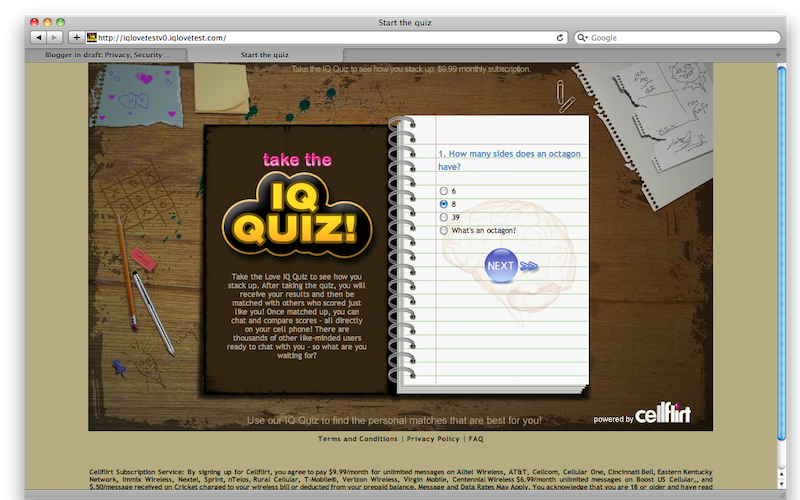 Start the quiz
http://iqlovetestv0.iqlovetest.com/
Google
Blogger in draft: Privacy, Security ...
Start the quiz
Take the IQ Quiz to see how you stack up. $9.99 monthly subscription.
take the
IQ
QUIZ!
Take the Love IQ Quiz to see how you
stack up. After taking the quiz, you will
receive your results and then be
matched with others who scored just
like you! Once matched up, you can
chat and compare scores - all directly
on your cell phone! There are
thousands of other like-minded users
ready to chat with you - so what are you
waiting for?
1. How many sides does an octagon
have?
6
8
39
What's an octagon?
NEXT
Use our IQ Quiz to find the personal matches that are best for you!
powered by cellflirt
Terms and Conditions | Privacy Policy | FAQ
Cellflirt Subscription Service: By signing up for Cellflirt, you agree to pay $9.99/month for unlimited messages on Alltel Wireless, AT&T, Cellcom, Cellular One, Cincinnati Bell, Eastern Kentucky
Network, Immix Wireless, Nextel, Sprint, nTelos, Rural Cellular, T-Mobile®, Verizon Wireless, Virgin Mobile, Centennial Wireless $6.99/month unlimited messages on Boost US Cellular,, and
$.50/message received on Cricket charged to your wireless bill or deducted from your prepaid balance. Message and Data Rates May Apply. You acknowledge that you are 18 or older and have read